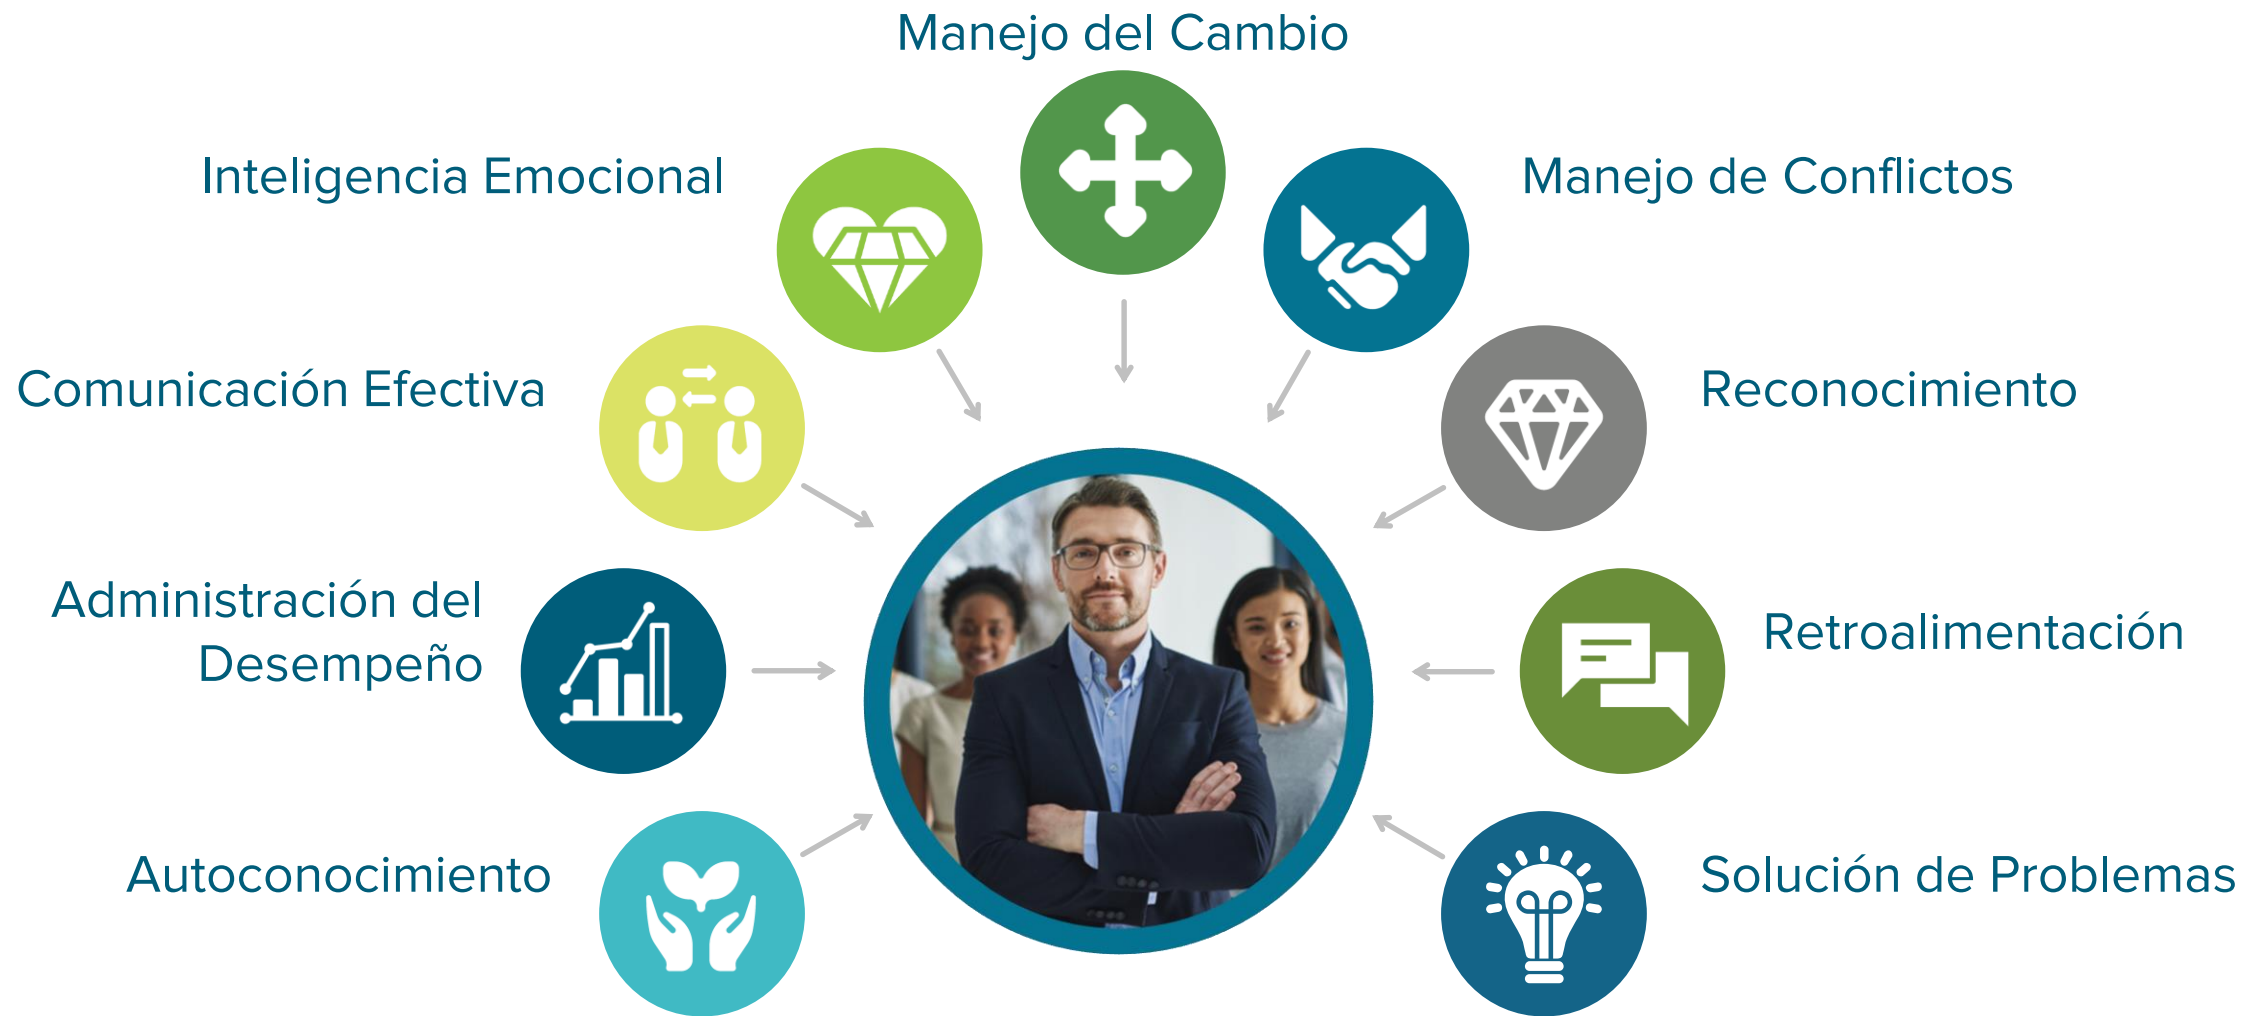 Manejo del Cambio
Inteligencia Emocional
Manejo de Conflictos
Comunicación Efectiva
Reconocimiento
Administración del
Desempeño
Retroalimentación
Autoconocimiento
Solución de Problemas